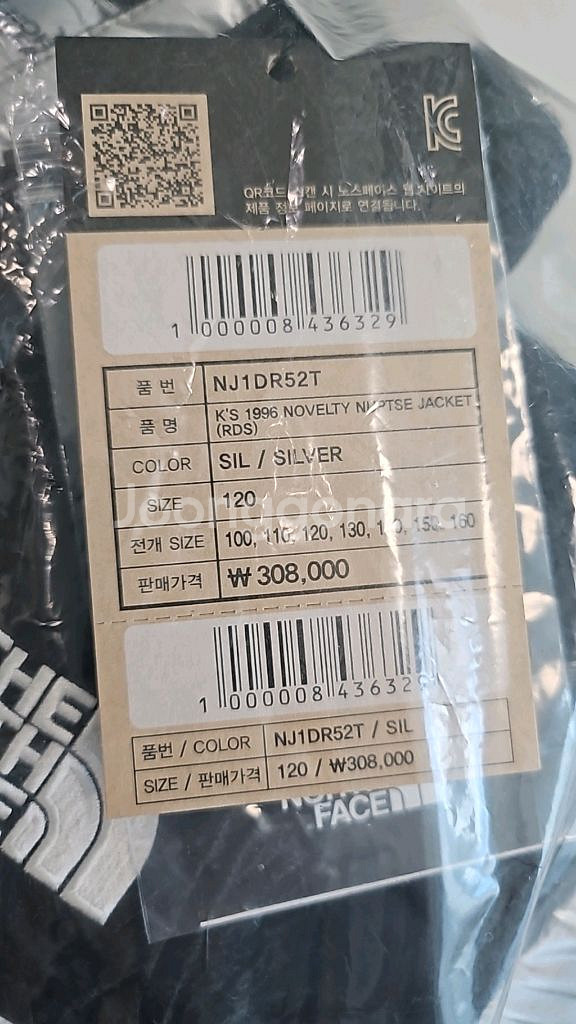 QR코드 스캔 시 노스페이스 웹 사이트의
제품 정보 페이지로 연결됩니다.
1 000008 436329
품 번 NJ1DR52T
품 명 K'S 1996 NOVELTY NUPTSE JACKET
(RDS)
COLOR SIL / SILVER
SIZE 120
Joonggonara
전개 SIZE 100, 110, 120, 130, 140, 150, 160
판매가격 ₩ 308,000
1 000008 436329
품번 / COLOR NJ1DR52T / SIL
SIZE / 판매가격 120 / ₩308,000
THE
FACE